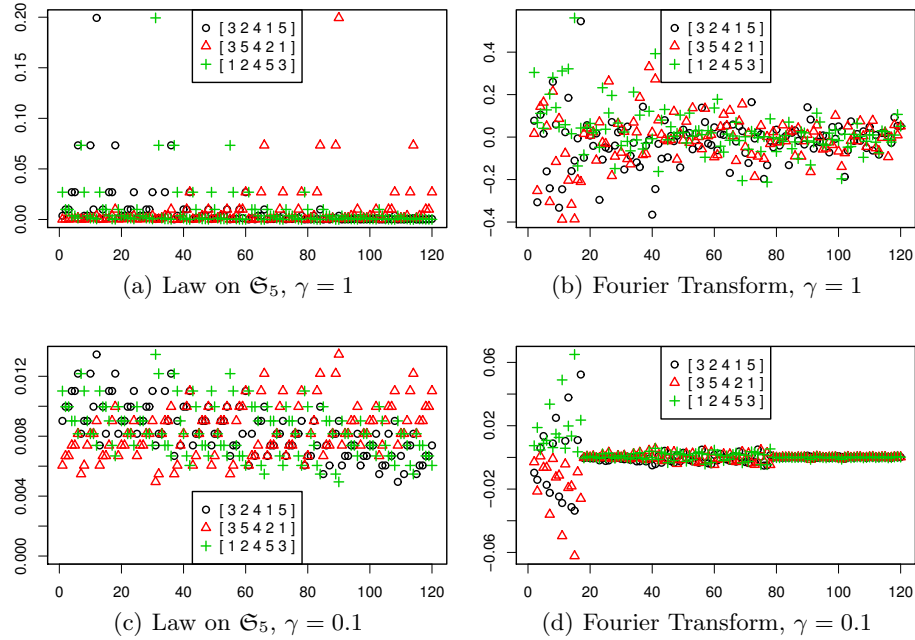 0.20
0.15
0.10
0.05
0.00
[ 3 2 4 1 5 ]
[ 3 5 4 2 1 ]
[ 1 2 4 5 3 ]
0 20 40 60 80 100 120
(a) Law on 𝔖5, γ = 1
0.4
0.2
0.0
−0.2
−0.4
[ 3 2 4 1 5 ]
[ 3 5 4 2 1 ]
[ 1 2 4 5 3 ]
0 20 40 60 80 100 120
(b) Fourier Transform, γ = 1
0.012
0.008
0.004
0.000
[ 3 2 4 1 5 ]
[ 3 5 4 2 1 ]
[ 1 2 4 5 3 ]
0 20 40 60 80 100 120
(c) Law on 𝔖5, γ = 0.1
0.06
0.02
−0.02
−0.06
[ 3 2 4 1 5 ]
[ 3 5 4 2 1 ]
[ 1 2 4 5 3 ]
0 20 40 60 80 100 120
(d) Fourier Transform, γ = 0.1